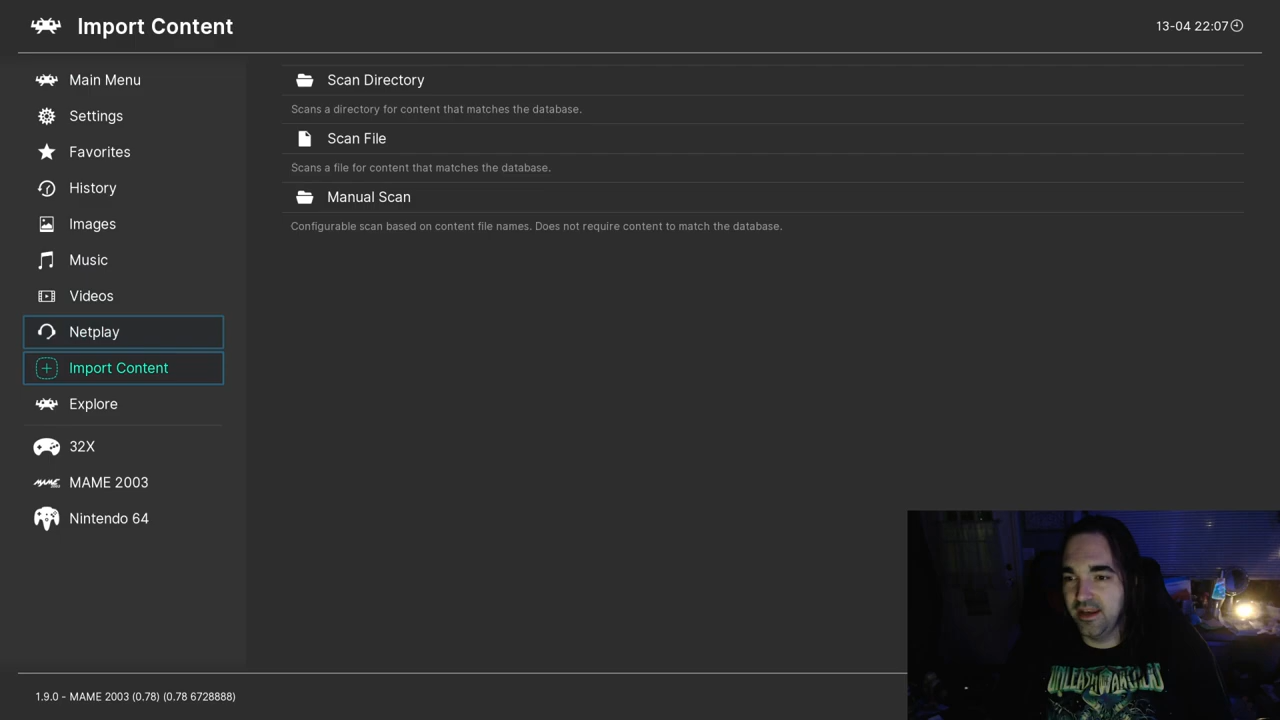 Import Content
13-04 22:07
Main Menu
Settings
Favorites
History
Images
Music
Videos
Netplay
Import Content
Explore
32X
MAME 2003
Nintendo 64
Scan Directory
Scans a directory for content that matches the database.
Scan File
Scans a file for content that matches the database.
Manual Scan
Configurable scan based on content file names. Does not require content to match the database.
1.9.0 - MAME 2003 (0.78) (0.78 6728888)